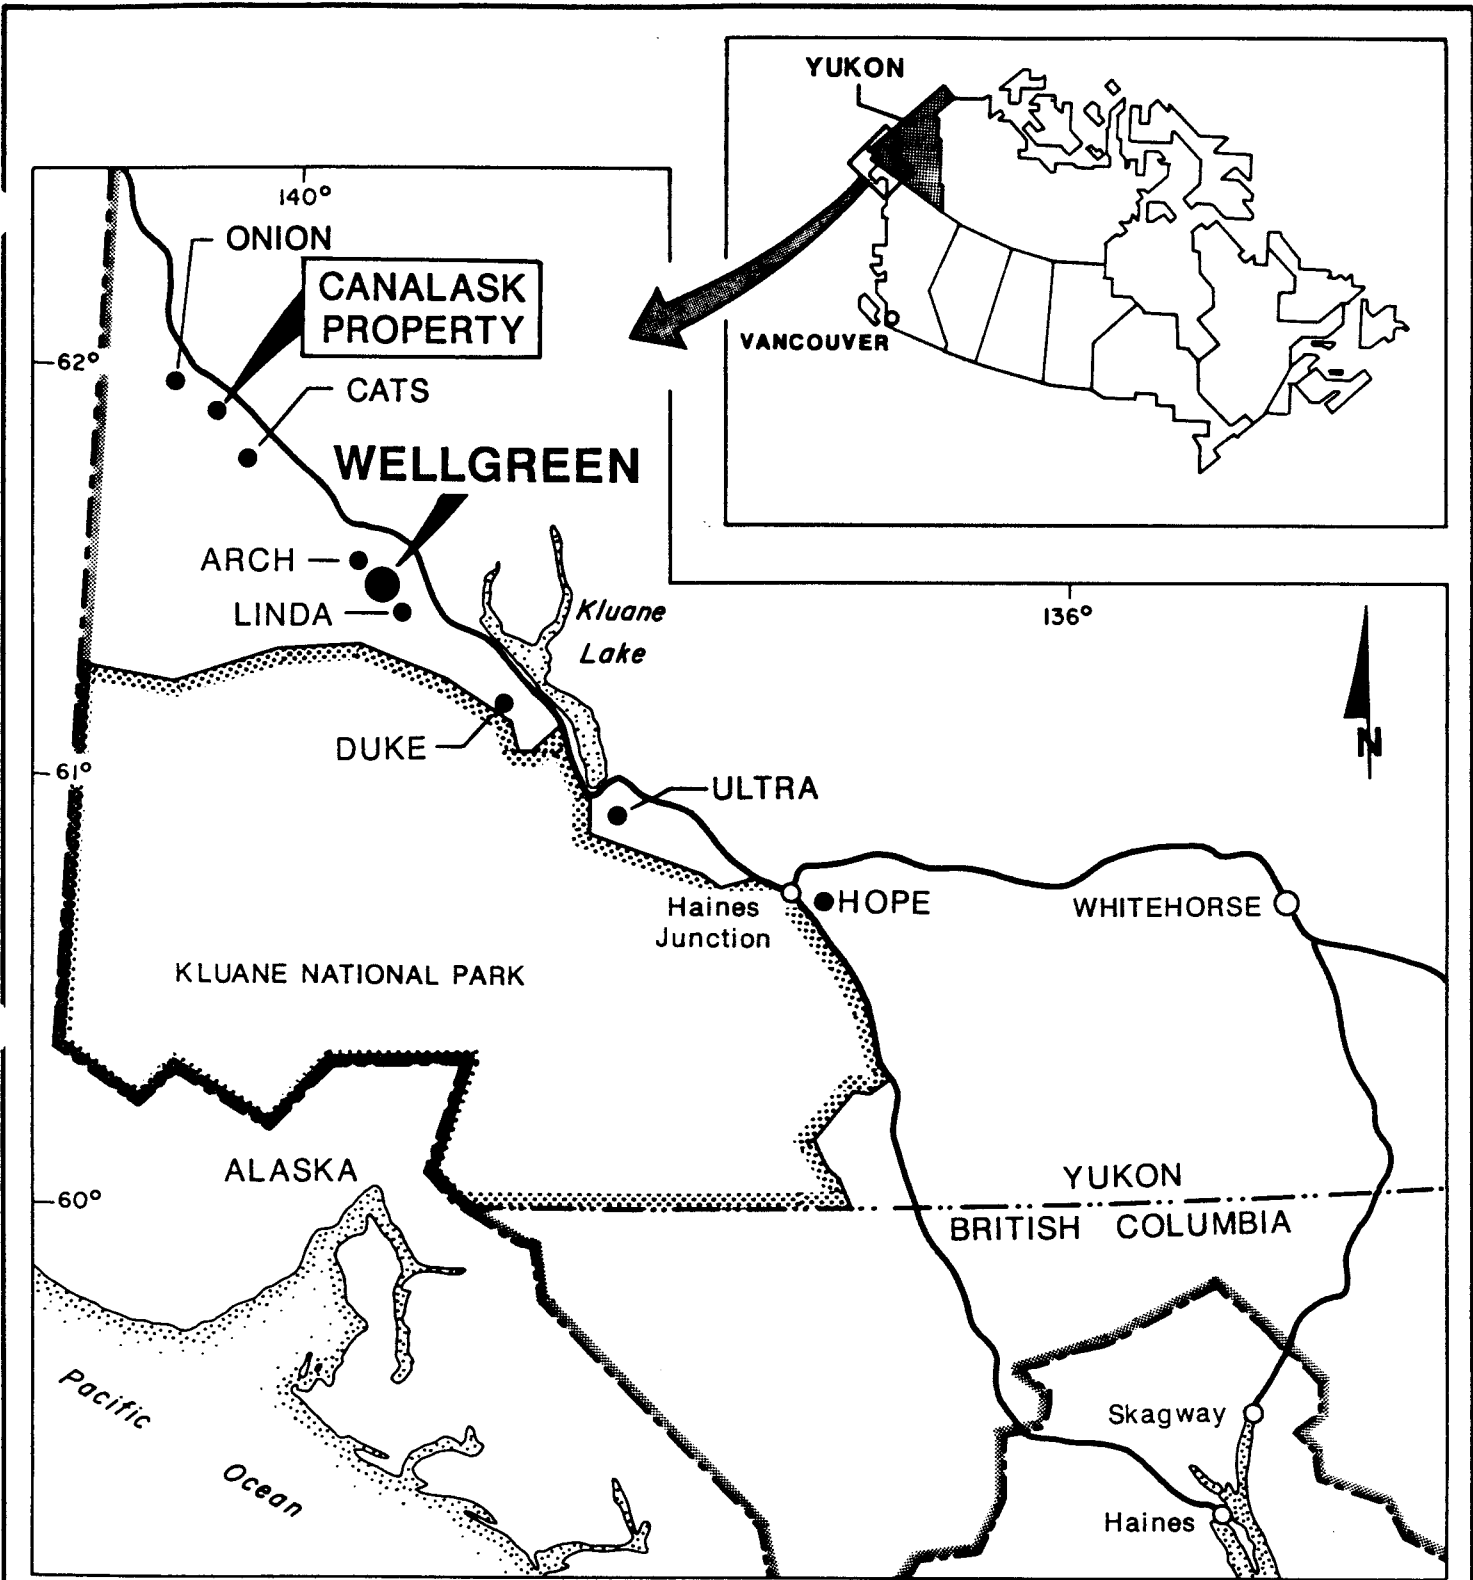 YUKON
VANCOUVER
140°
ONION
CANALASK
PROPERTY
62°
CATS
WELLGREEN
ARCH
LINDA
Kluane
Lake
136°
N
DUKE
61°
ULTRA
Haines
Junction
HOPE
WHITEHORSE
KLUANE NATIONAL PARK
ALASKA
60°
YUKON
BRITISH COLUMBIA
Pacific
Ocean
Skagway
Haines